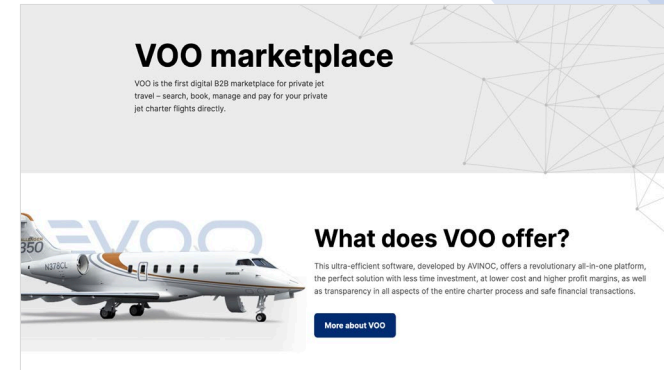 VOO marketplace
VOO is the first digital B2B marketplace for private jet
travel – search, book, manage and pay for your private
jet charter flights directly.
VOO
350
N378CL
What does VOO offer?
This ultra-efficient software, developed by AVINOC, offers a revolutionary all-in-one platform,
the perfect solution with less time investment, at lower cost and higher profit margins, as well
as transparency in all aspects of the entire charter process and safe financial transactions.
More about VOO